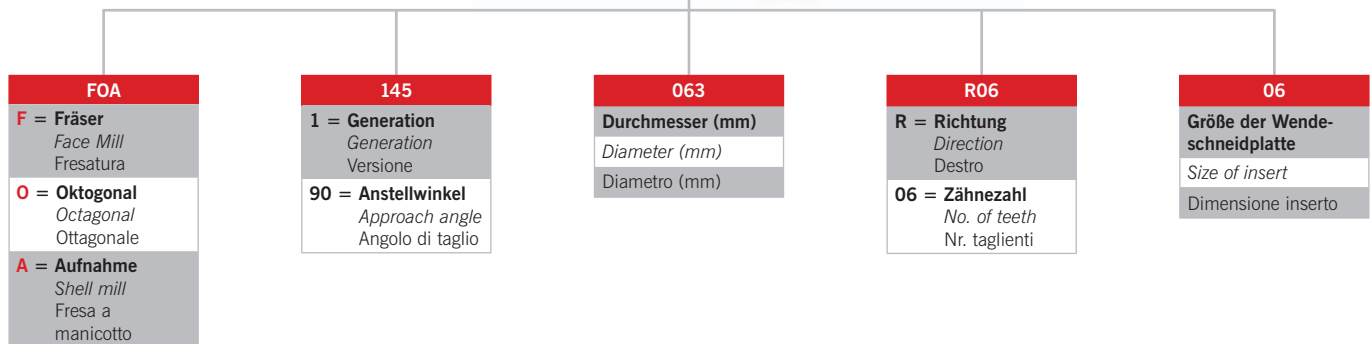 FOA
F = Fräser
Face Mill
Fresatura
O = Oktogonal
Octagonal
Ottagonale
A = Aufnahme
Shell mill
Fresa a
manicotto
145
1 = Generation
Generation
Versione
90 = Anstellwinkel
Approach angle
Angolo di taglio
063
Durchmesser (mm)
Diameter (mm)
Diametro (mm)
R06
R = Richtung
Direction
Destro
06 = Zähnezahl
No. of teeth
Nr. taglienti
06
Größe der Wende-
schneidplatte
Size of insert
Dimensione inserto